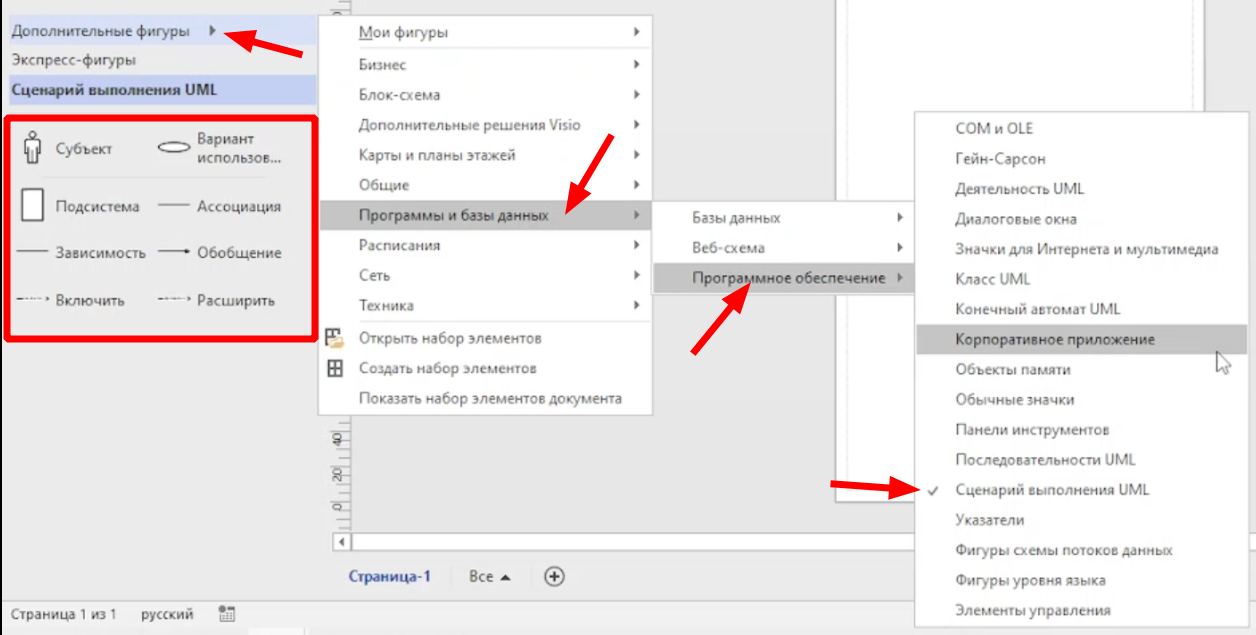 Дополнительные фигуры
Экспресс-фигуры
Сценарий выполнения UML
Субъект
Вариант
использов...
Подсистема
Ассоциация
Зависимость
Обобщение
Включить
Расширить
Мои фигуры
Бизнес
Блок-схема
Дополнительные решения Visio
Карты и планы этажей
Общие
Программы и базы данных
Расписания
Сеть
Техника
Открыть набор элементов
Создать набор элементов
Показать набор элементов документа
Базы данных
Веб-схема
Программное обеспечение
COM и OLE
Гейн-Сарсон
Деятельность UML
Диалоговые окна
Значки для Интернета и мультимедиа
Класс UML
Конечный автомат UML
Корпоративное приложение
Объекты памяти
Обычные значки
Панели инструментов
Последовательности UML
Сценарий выполнения UML
Указатели
Фигуры схемы потоков данных
Фигуры уровня языка
Элементы управления
40
20
0
Страница-1
Все
Страница 1 из 1
русский